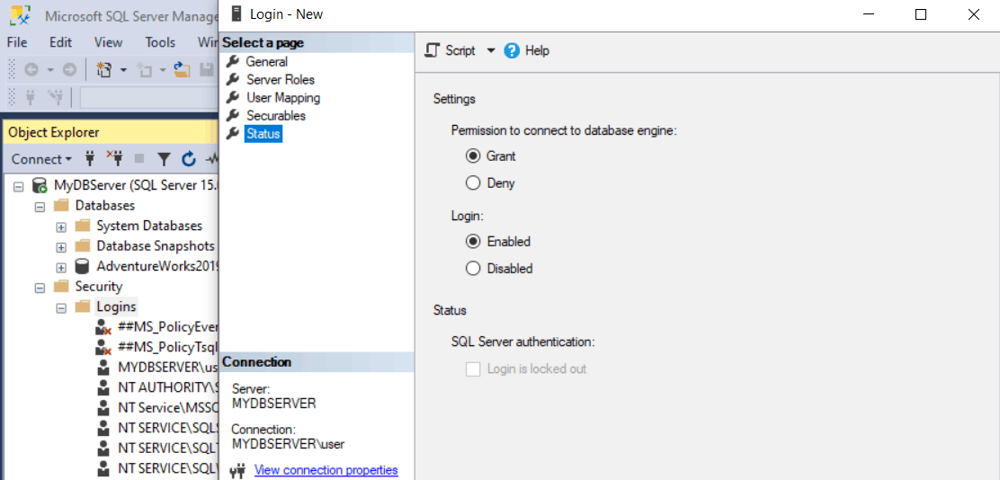 Microsoft SQL Server Mana
File Edit View Tools
Object Explorer
Connect
MyDBServer (SQL Server 15.
Databases
System Databases
Database Snapshots
AdventureWorks2019
Security
Logins
##MS_PolicyEver
##MS_PolicyTsql
MYDBSERVER\us
NT AUTHORITY\S
NT Service\MSSQ
NT SERVICE\SQLS
NT SERVICE\SQLT
NT SERVICE\SQLW
Login - New
Select a page
General
Server Roles
User Mapping
Securables
Status
Connection
Server:
MYDBSERVER
Connection:
MYDBSERVER\user
View connection properties
Script Help
Settings
Permission to connect to database engine:
Grant
Deny
Login:
Enabled
Disabled
Status
SQL Server authentication:
Login is locked out